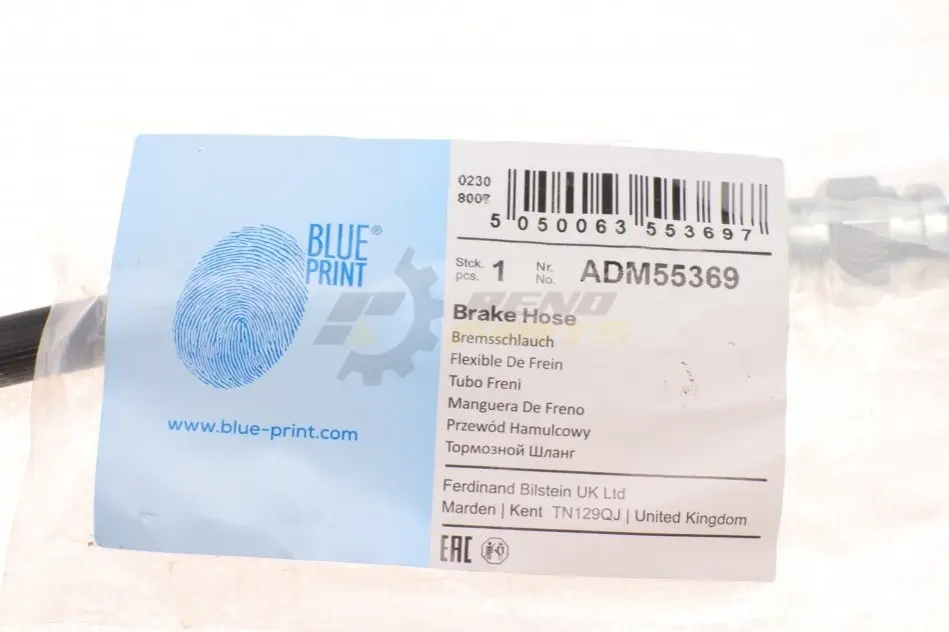 BLUE®
PRINT
www.blue-print.com
0230
8007
5 050063 553697
Stck. 1 Nr. ADM55369
pcs. No.
Brake Hose
Bremsschlauch
Flexible De Frein
Tubo Freni
Manguera De Freno
Przewód Hamulcowy
Тормозной Шланг
Ferdinand Bilstein UK Ltd
Marden | Kent TN129QJ | United Kingdom
EAC